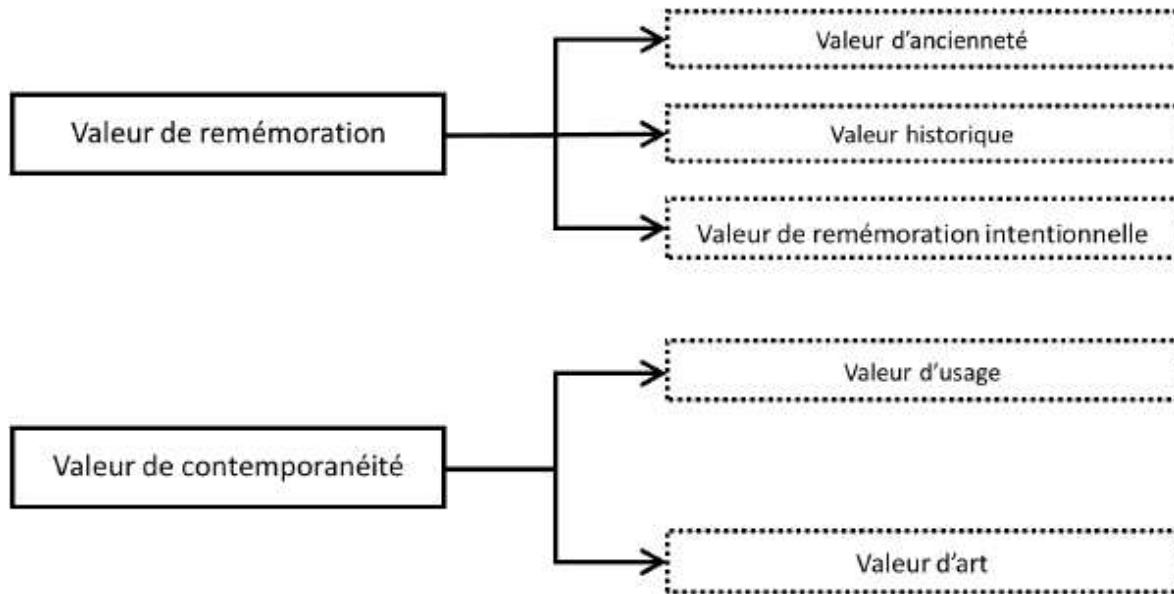 Valeur de remémoration
Valeur d'ancienneté
Valeur historique
Valeur de remémoration intentionnelle
Valeur de contemporanéité
Valeur d'usage
Valeur d'art